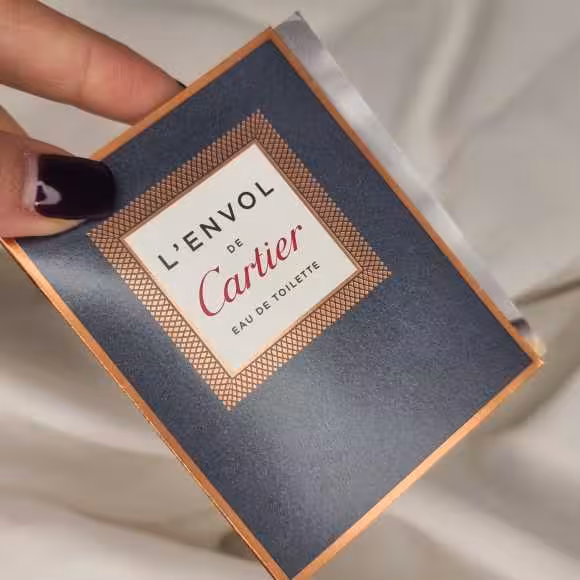 L'ENVOL
DE
Cartier
EAU DE TOILETTE